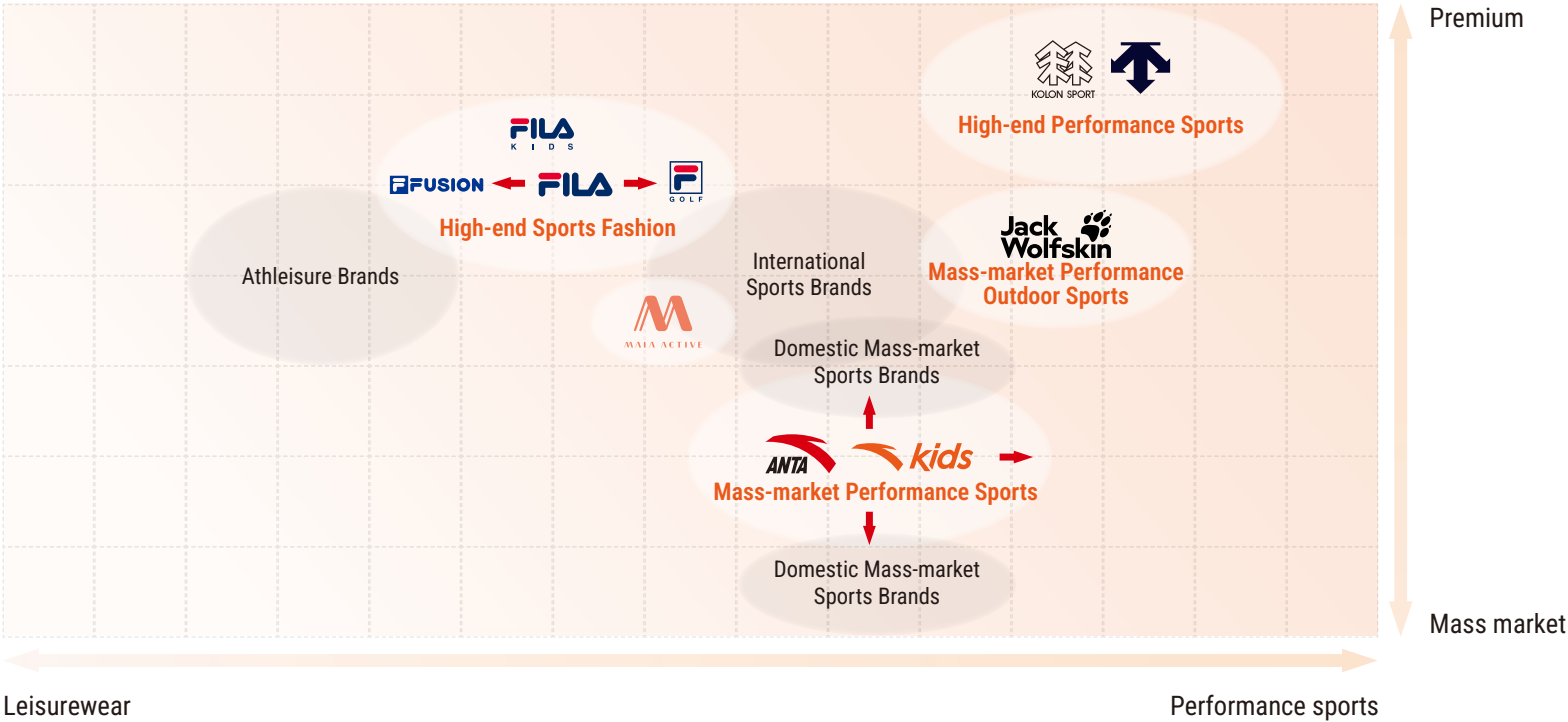 Premium
KOLON SPORT
High-end Performance Sports
FILA
KIDS
FUSION
FILA
F
GOLF
High-end Sports Fashion
Jack
Wolfskin
Mass-market Performance
Outdoor Sports
Athleisure Brands
International
Sports Brands
MAIA ACTIVE
Domestic Mass-market
Sports Brands
ANTA
kids
Mass-market Performance Sports
Domestic Mass-market
Sports Brands
Mass market
Leisurewear
Performance sports